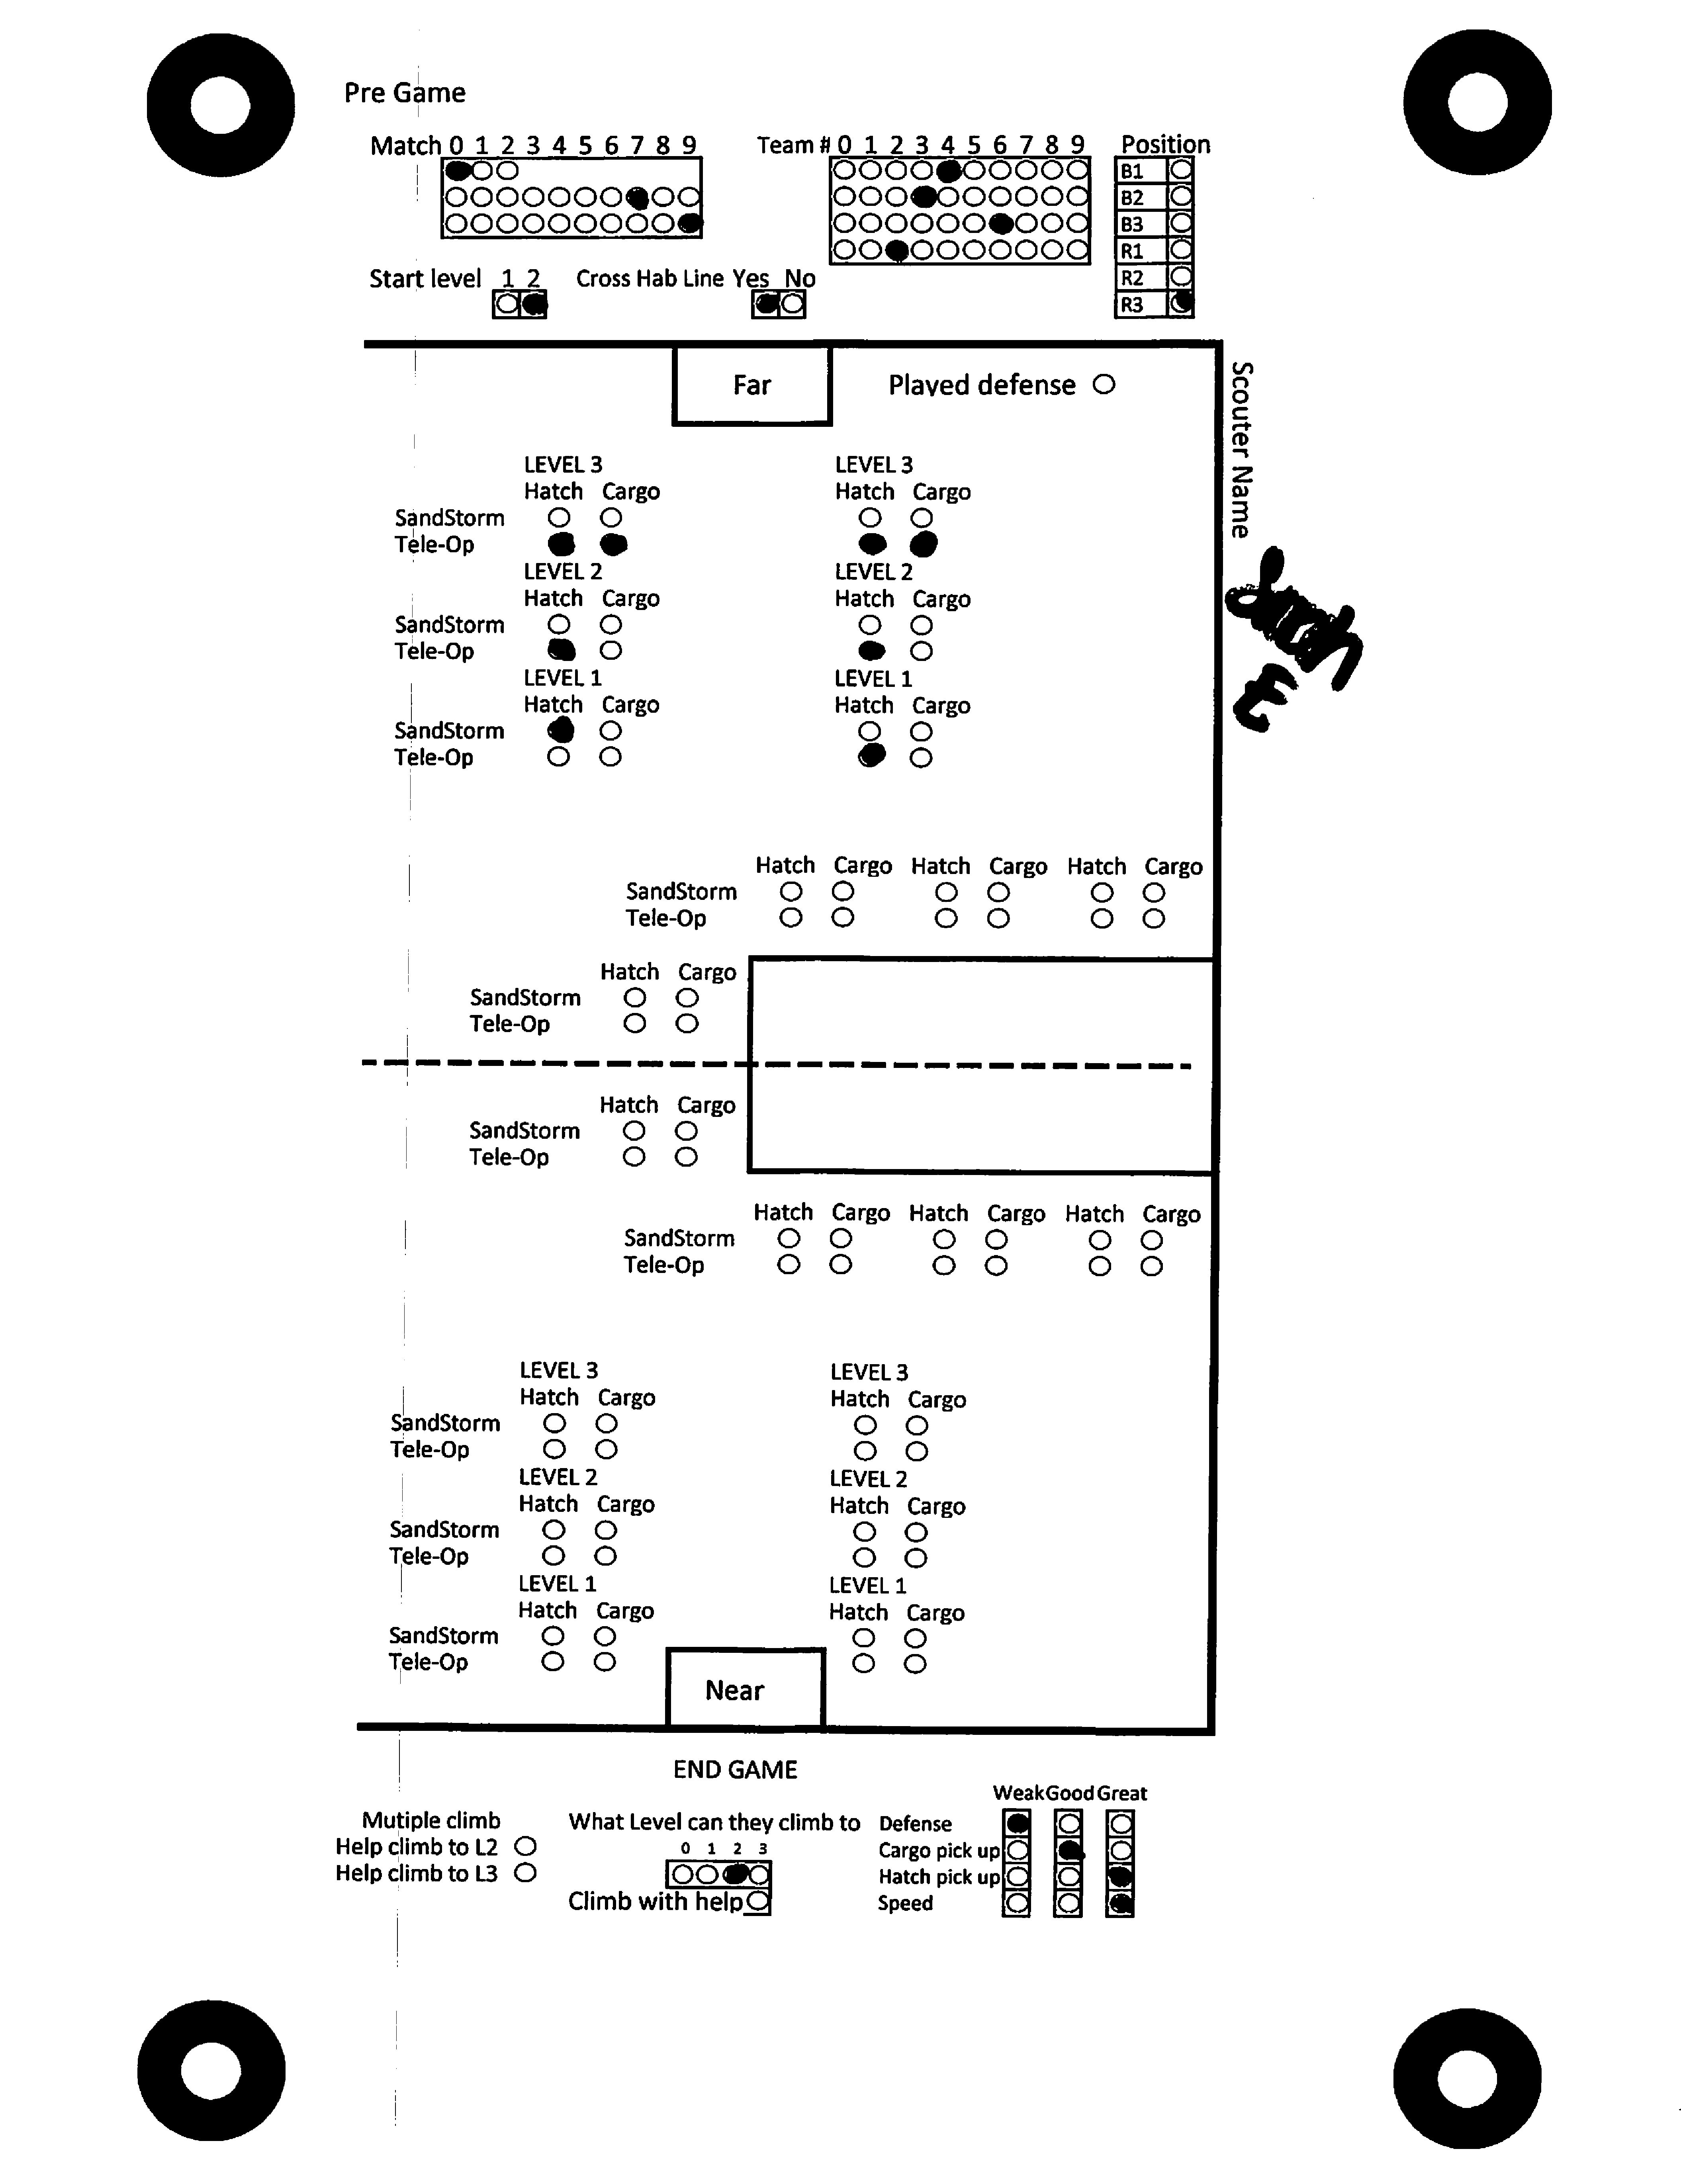 Pre Game
Match 0 1 2 3 4 5 6 7 8 9
Team # 0 1 2 3 4 5 6 7 8 9
Position
B1
B2
B3
R1
R2
R3
Start level 1 2
Cross Hab Line Yes No
Far
Played defense
Scouter Name
LEVEL 3 LEVEL 3
Hatch Cargo Hatch Cargo
SandStorm
Tele-Op
LEVEL 2 LEVEL 2
Hatch Cargo Hatch Cargo
SandStorm
Tele-Op
LEVEL 1 LEVEL 1
Hatch Cargo Hatch Cargo
SandStorm
Tele-Op
Hatch Cargo Hatch Cargo Hatch Cargo
SandStorm
Tele-Op
Hatch Cargo
SandStorm
Tele-Op
Hatch Cargo
SandStorm
Tele-Op
Hatch Cargo Hatch Cargo Hatch Cargo
SandStorm
Tele-Op
LEVEL 3 LEVEL 3
Hatch Cargo Hatch Cargo
SandStorm
Tele-Op
LEVEL 2 LEVEL 2
Hatch Cargo Hatch Cargo
SandStorm
Tele-Op
LEVEL 1 LEVEL 1
Hatch Cargo Hatch Cargo
SandStorm
Tele-Op
Near
END GAME
Mutiple climb
Help climb to L2
Help climb to L3
What Level can they climb to
0 1 2 3
Climb with help
Weak Good Great
Defense
Cargo pick up
Hatch pick up
Speed